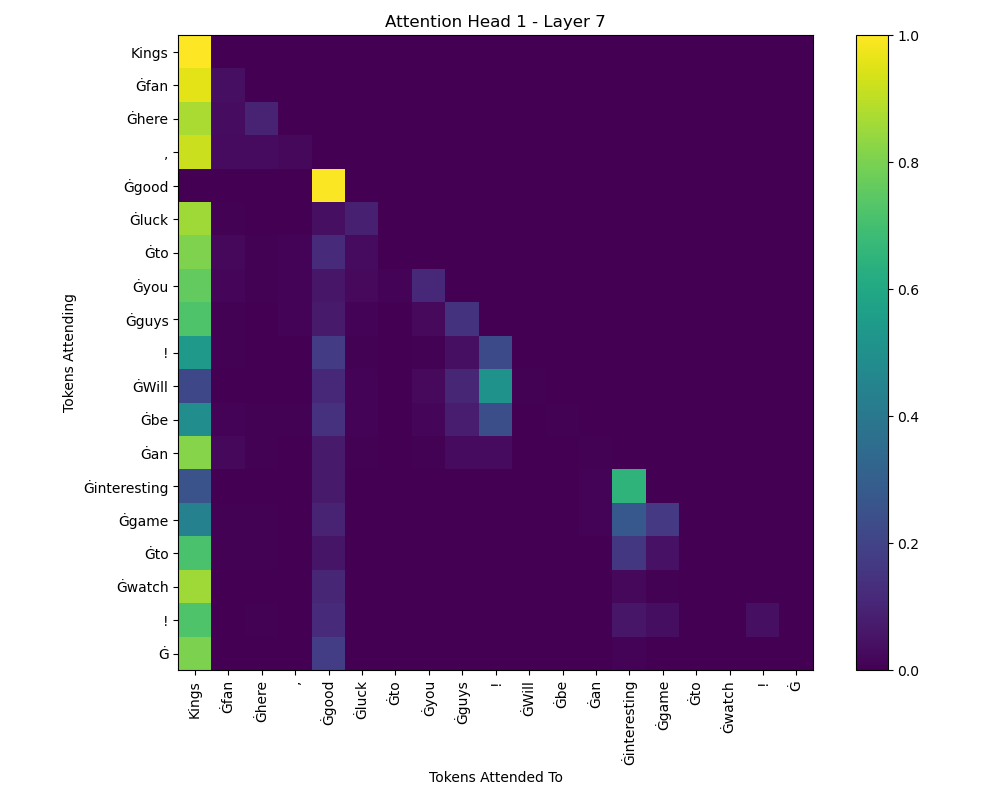 Attention Head 1 - Layer 7
Kings
Ġfan
Ġhere
,
Ġgood
Ġluck
Ġto
Ġyou
Ġguys
!
ĠWill
Ġbe
Ġan
Ġinteresting
Ġgame
Ġto
Ġwatch
!
Ġ
Tokens Attending
Kings
Ġfan
Ġhere
,
Ġgood
Ġluck
Ġto
Ġyou
Ġguys
!
ĠWill
Ġbe
Ġan
Ġinteresting
Ġgame
Ġto
Ġwatch
!
Ġ
Tokens Attended To
1.0
0.8
0.6
0.4
0.2
0.0